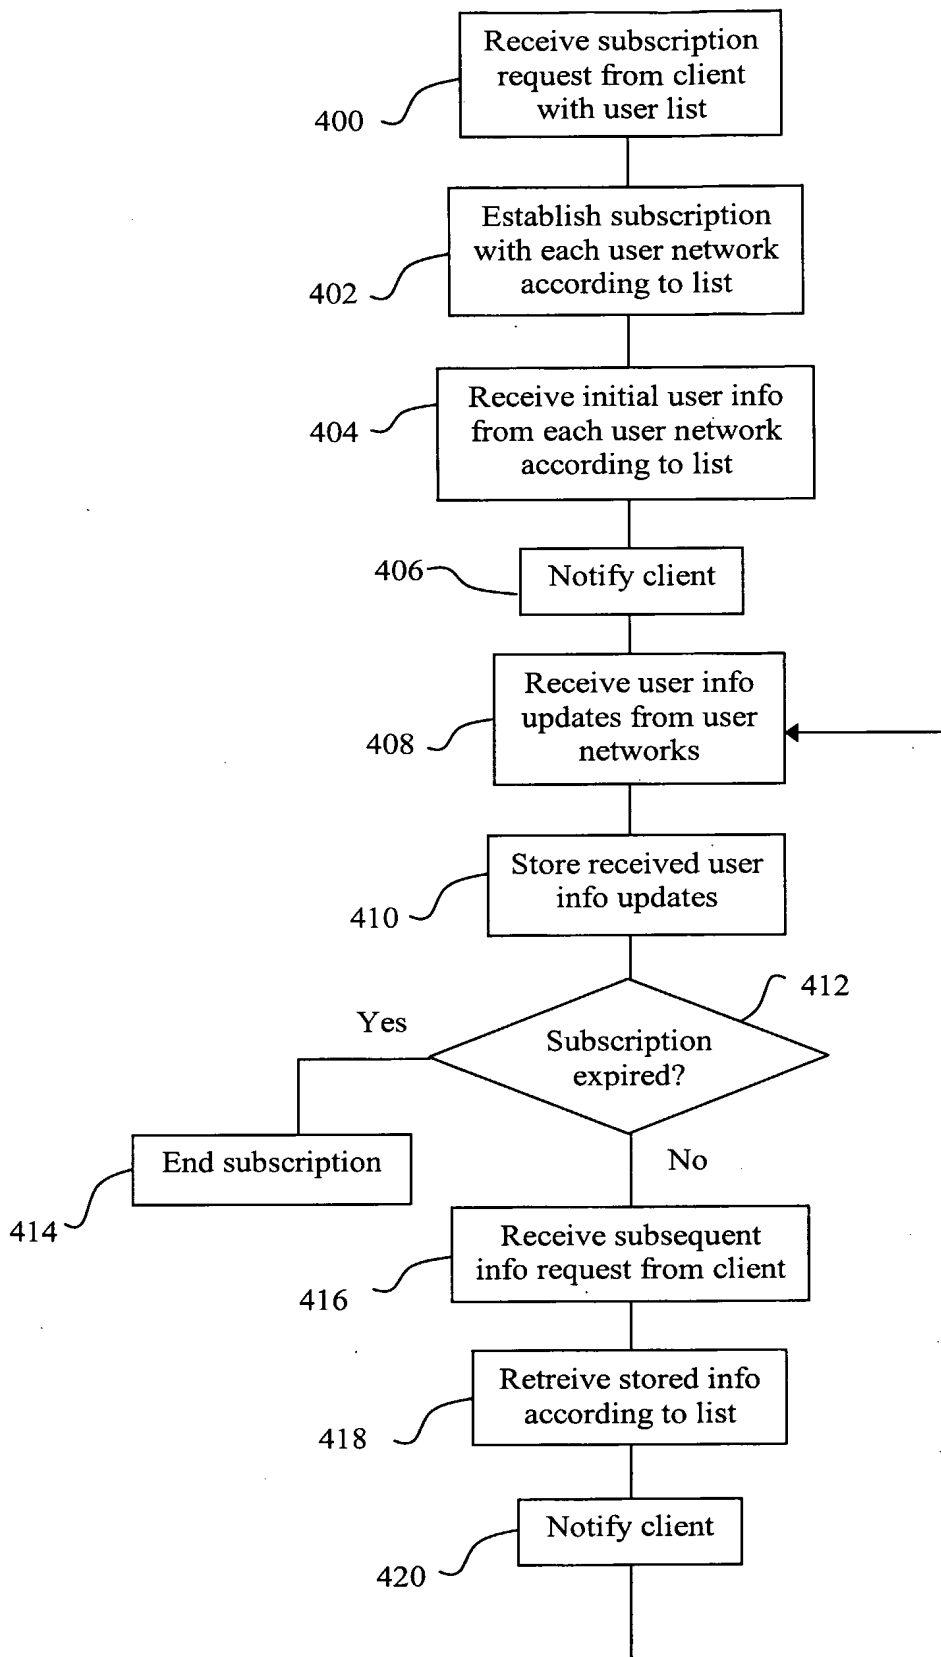 Receive subscription
request from client
with user list
400
Establish subscription
with each user network
according to list
402
Receive initial user info
from each user network
according to list
404
406
Notify client
Receive user info
updates from user
networks
408
Store received user
info updates
410
412
Yes
Subscription
expired?
End subscription
No
414
Receive subsequent
info request from client
416
Retreive stored info
according to list
418
Notify client
420